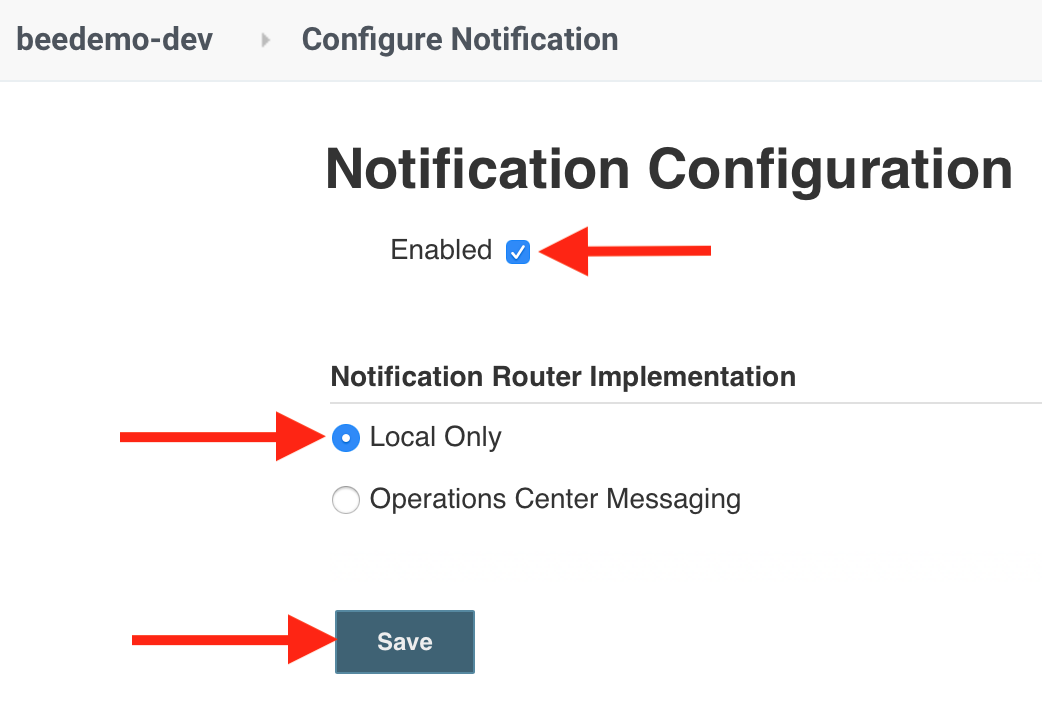 beedemo-dev Configure Notification
Notification Configuration
Enabled
Notification Router Implementation
Local Only
Operations Center Messaging
Save